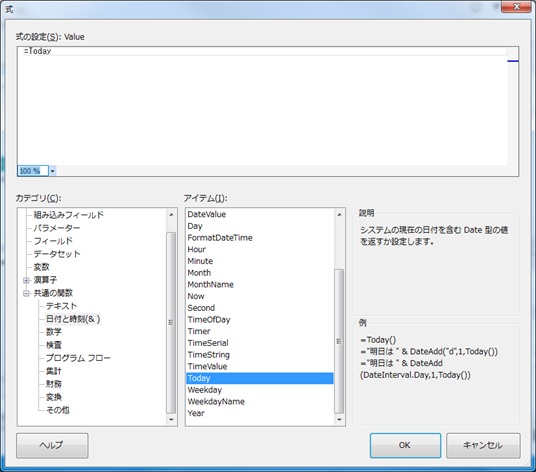 式
式の設定(S): Value
=Today
100 %
カテゴリ(C):
組み込みフィールド
パラメーター
フィールド
データセット
変数
演算子
共通の関数
テキスト
日付と時刻(& )
数学
検査
プログラム フロー
集計
財務
変換
その他
アイテム(I):
DateValue
Day
FormatDateTime
Hour
Minute
Month
MonthName
Now
Second
TimeOfDay
Timer
TimeSerial
TimeString
TimeValue
Today
Weekday
WeekdayName
Year
説明
システムの現在の日付を含む Date 型の値
を返すか設定します。
例
=Today()
="明日は " & DateAdd("d",1,Today())
="明日は " & DateAdd
(DateInterval.Day,1,Today())
ヘルプ
OK
キャンセル